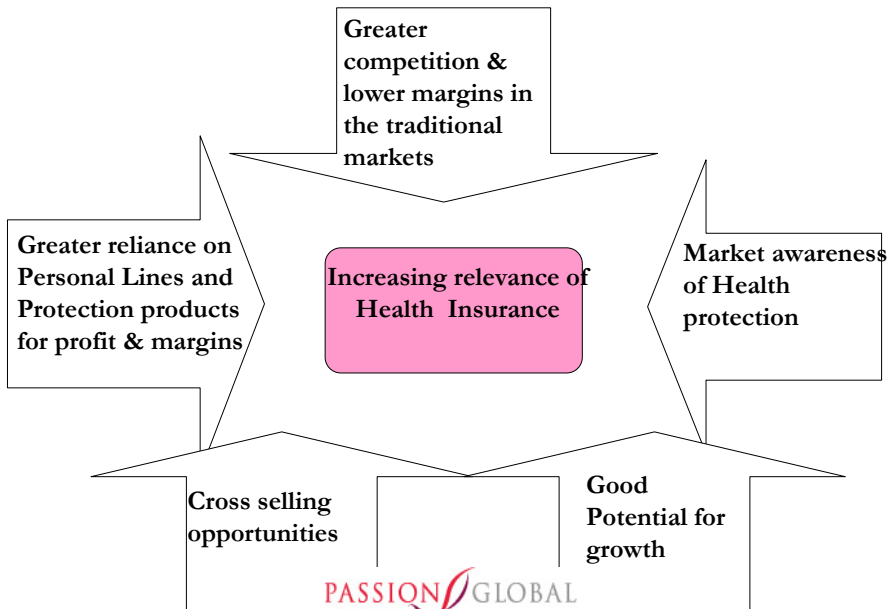 Greater
competition &
lower margins in
the traditional
markets
Greater reliance on
Personal Lines and
Protection products
for profit & margins
Increasing relevance of
Health Insurance
Market awareness
of Health
protection
Cross selling
opportunities
Good
Potential for
growth
PASSION GLOBAL